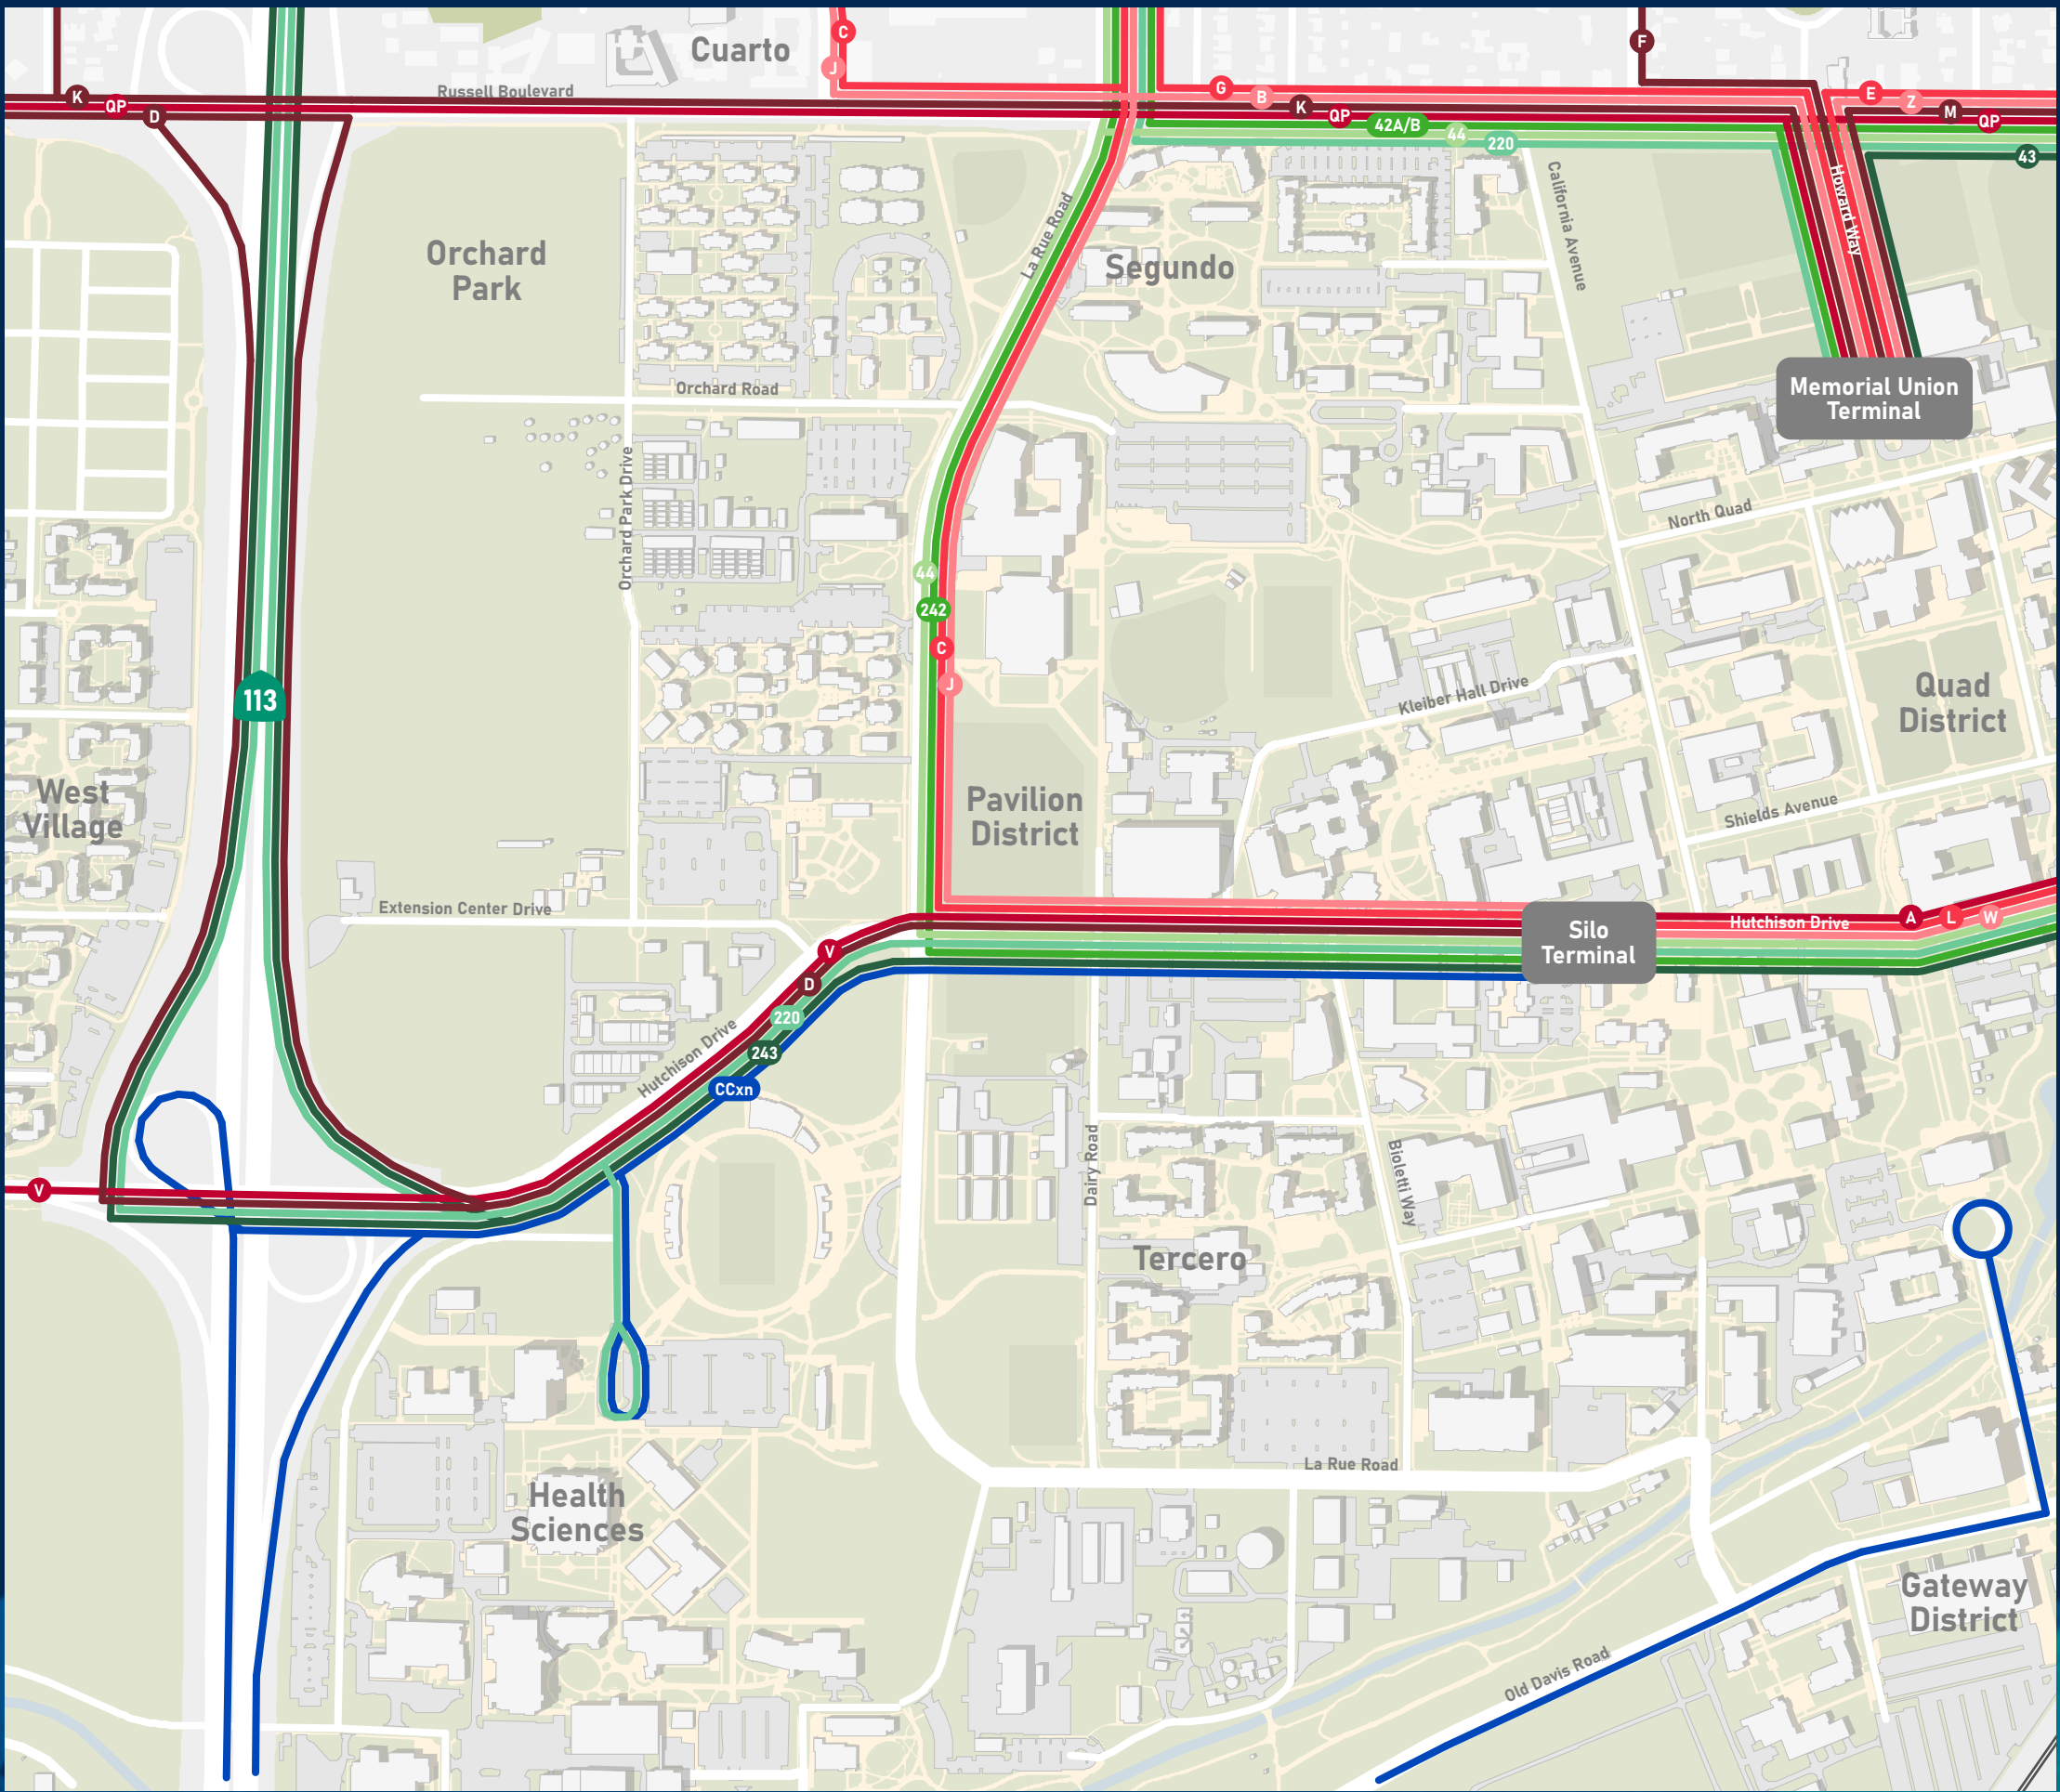 C
Cuarto
J
F
Russell Boulevard
K
QP
D
G
B
K
QP
42A/B
44
220
E
Z
M
QP
43
Howard Way
California Avenue
La Rue Road
Orchard
Park
Segundo
Memorial Union
Terminal
Orchard Road
Orchard Park Drive
North Quad
44
242
C
J
113
Kleiber Hall Drive
Quad
District
West
Village
Pavilion
District
Shields Avenue
Extension Center Drive
Silo
Terminal
Hutchison Drive
A
L
W
V
D
220
243
CCxn
Hutchison Drive
Dairy Road
Bioletti Way
V
Tercero
La Rue Road
Health
Sciences
Gateway
District
Old Davis Road